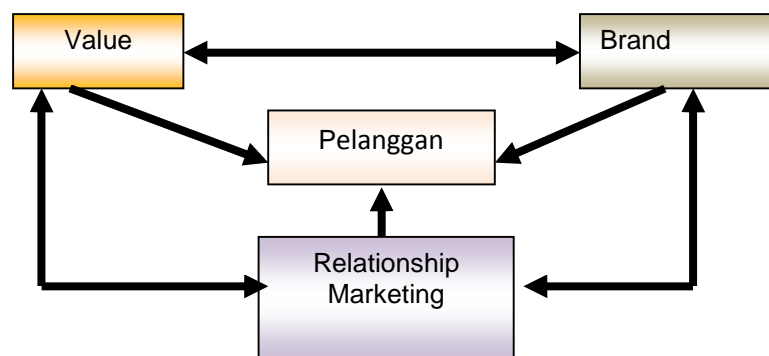 Value
Brand
Pelanggan
Relationship
Marketing